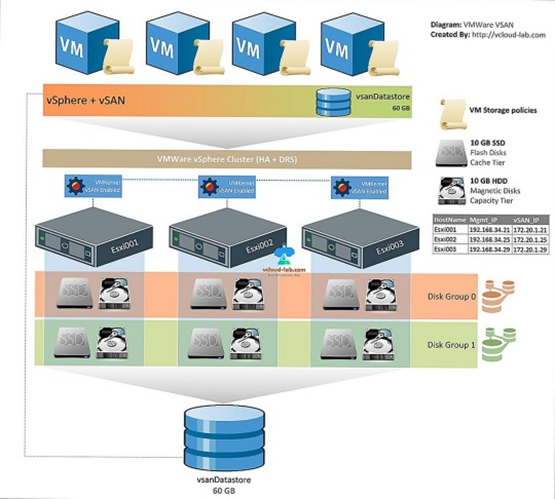 Diagram: VMWare VSAN
Created By: http://vcloud-lab.com
VM
VM
VM
VM
vSphere + vSAN
vsanDatastore
60 GB
VM Storage policies
VMWare vSphere Cluster (HA + DRS)
10 GB SSD
Flash Disks
Cache Tier
VMKernel
vSAN Enabled
VMKernel
vSAN Enabled
VMKernel
vSAN Enabled
10 GB HDD
Magnetic Disks
Capacity Tier
HostName Mgmt_IP vSAN_IP
Esxi001 192.168.34.21 172.20.1.21
Esxi002 192.168.34.25 172.20.1.25
Esxi003 192.168.34.29 172.20.1.29
Esxi001
Esxi002
Esxi003
vcloud-lab.com
SSD
SSD
SSD
Disk Group 0
SSD
SSD
SSD
Disk Group 1
vsanDatastore
60 GB